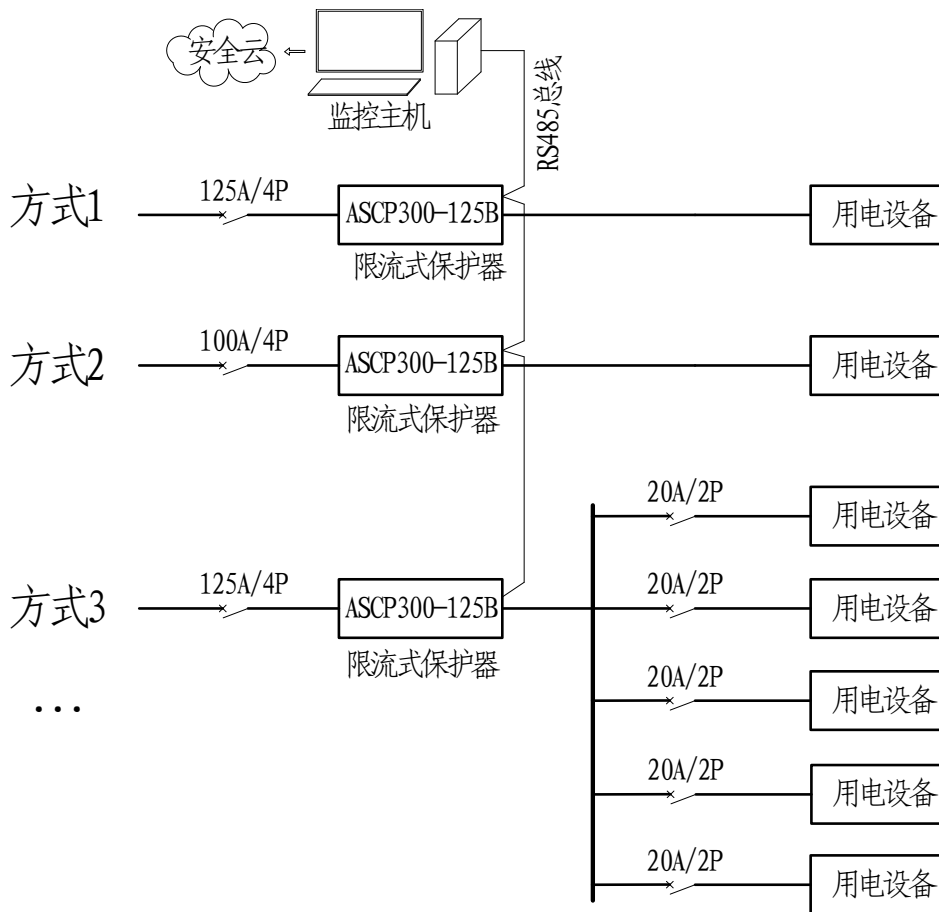 安全云
监控主机
RS485总线
方式1
125A/4P
ASCP300-125B
限流式保护器
用电设备
方式2
100A/4P
ASCP300-125B
限流式保护器
用电设备
20A/2P
用电设备
方式3
125A/4P
ASCP300-125B
限流式保护器
20A/2P
用电设备
20A/2P
用电设备
...
20A/2P
用电设备
20A/2P
用电设备